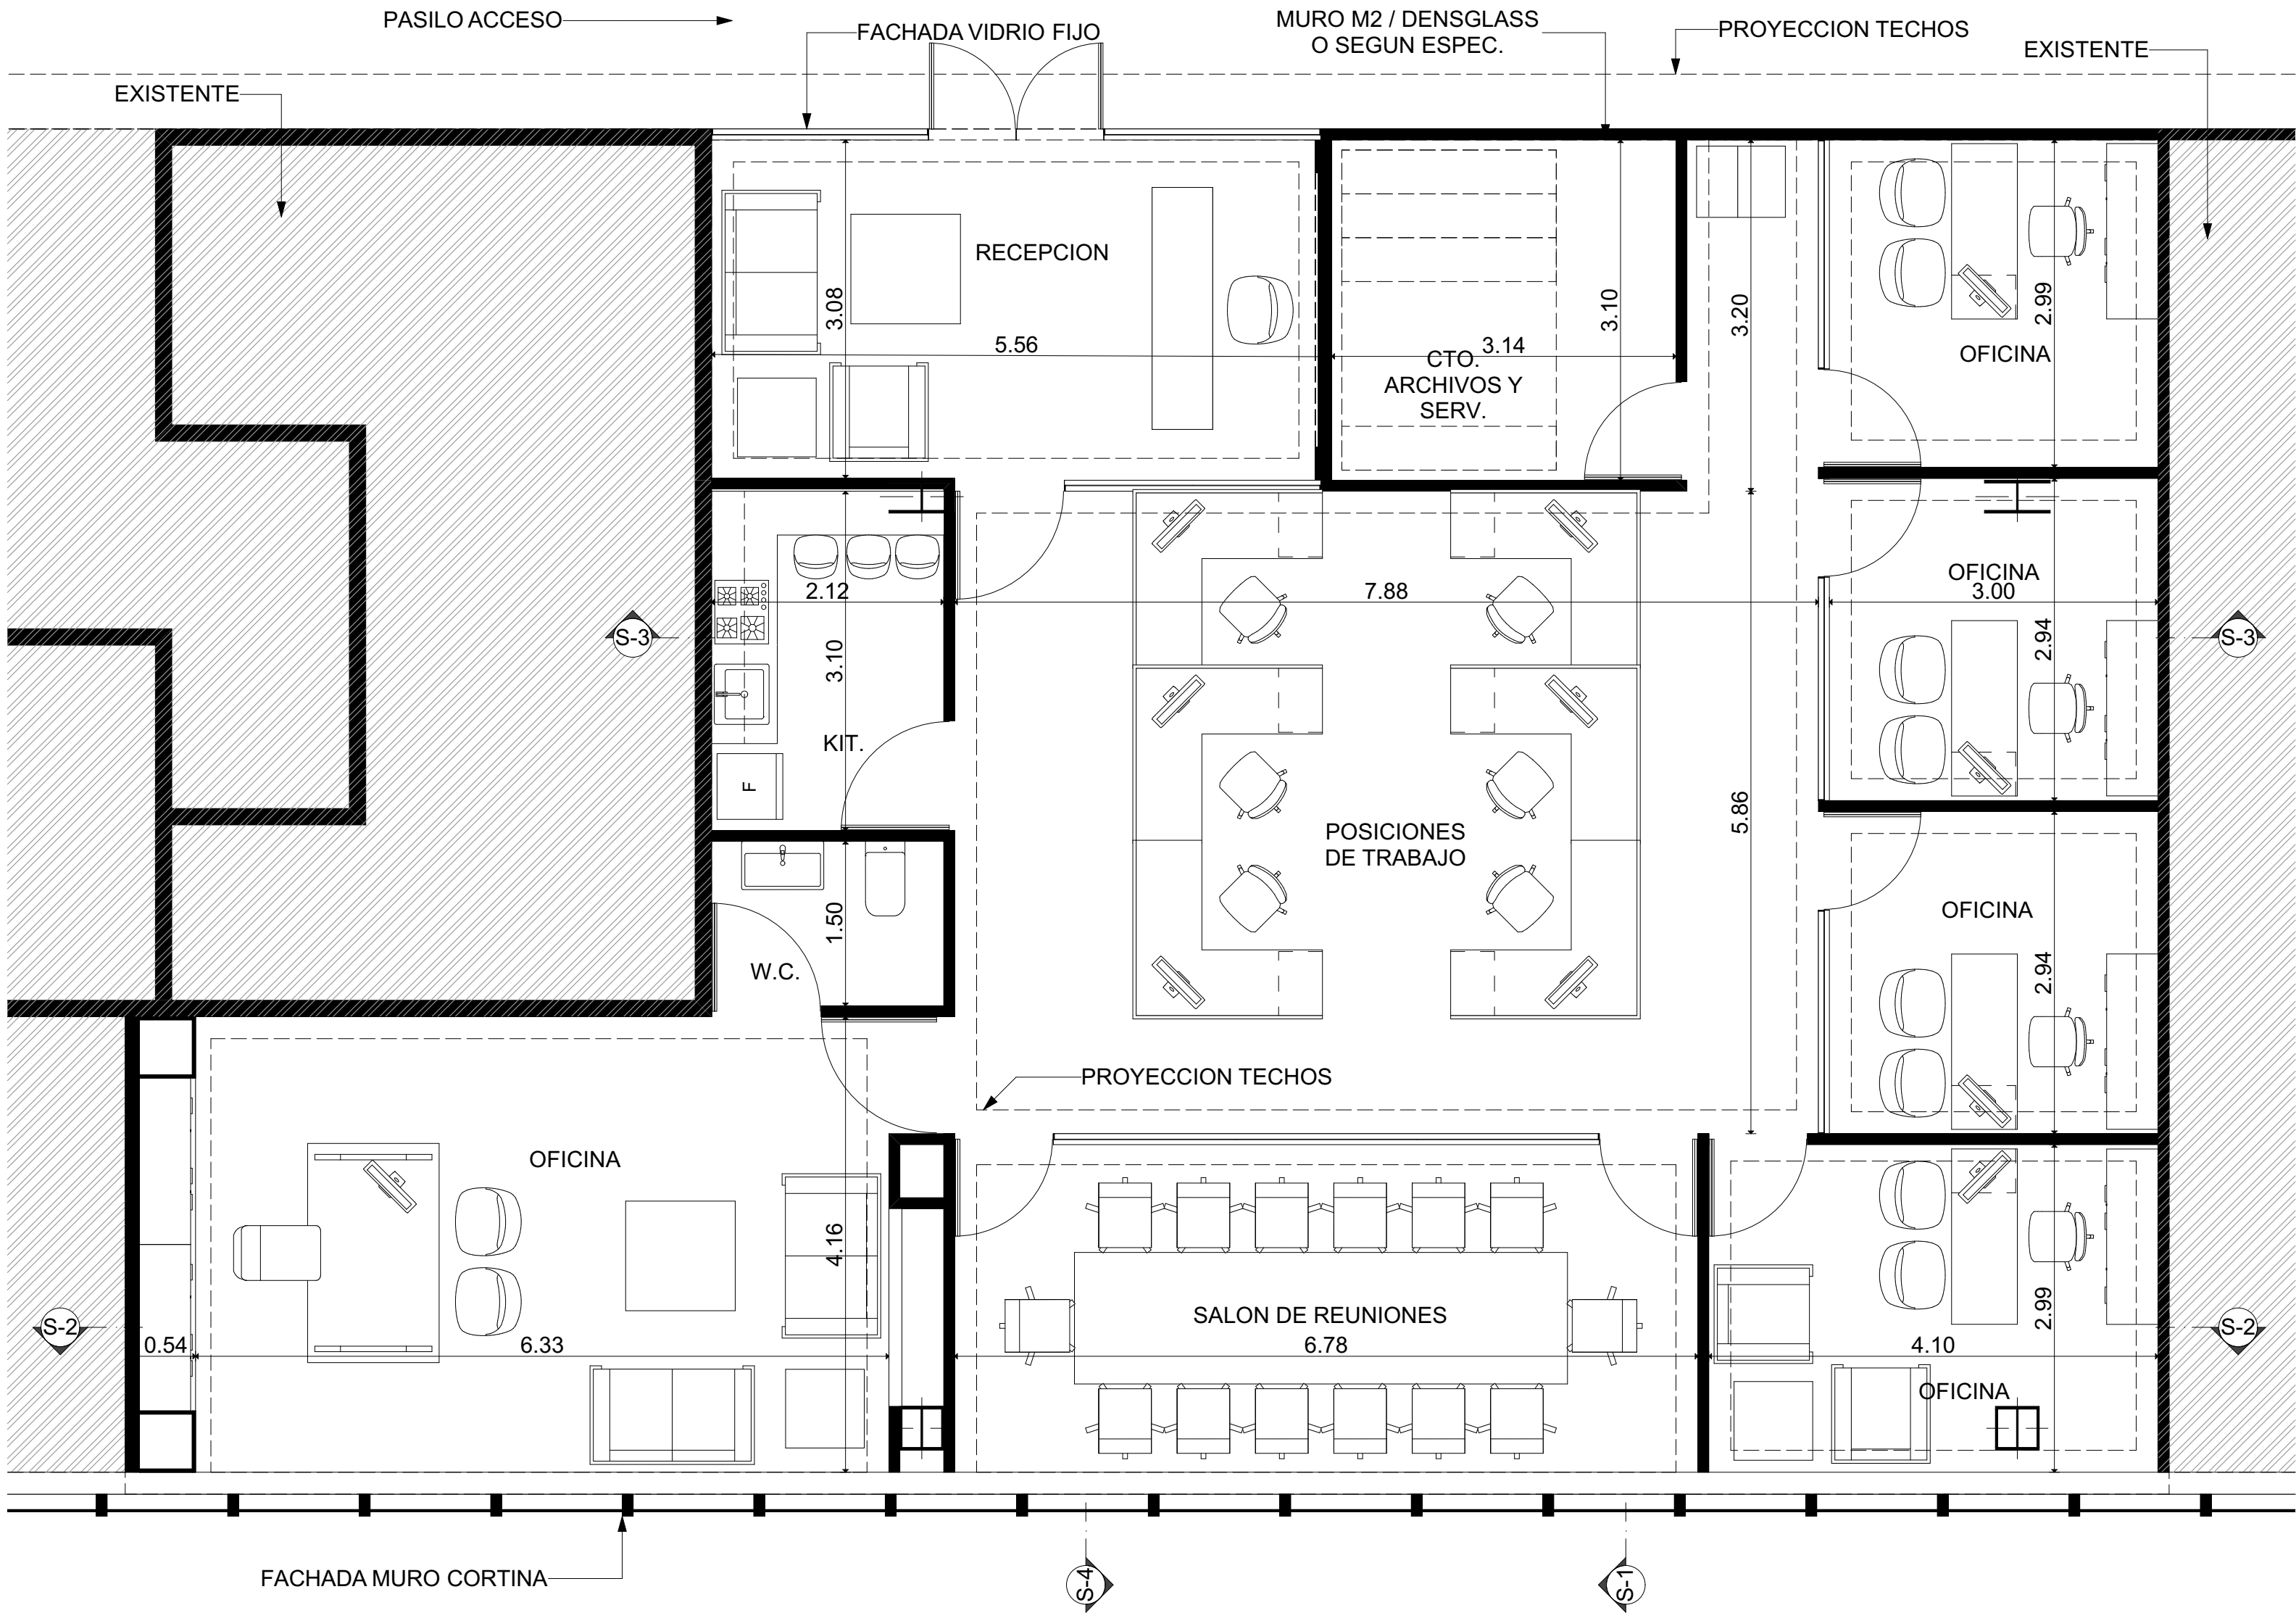 PASILO ACCESO
FACHADA VIDRIO FIJO
MURO M2 / DENSGLASS
O SEGUN ESPEC.
PROYECCION TECHOS
EXISTENTE
EXISTENTE
RECEPCION
3.08
5.56
3.14
CTO.
ARCHIVOS Y
SERV.
3.10
3.20
2.99
OFICINA
2.12
7.88
OFICINA
3.00
S-3
3.10
2.94
S-3
KIT.
F
POSICIONES
DE TRABAJO
5.86
OFICINA
1.50
W.C.
2.94
PROYECCION TECHOS
OFICINA
4.16
SALON DE REUNIONES
2.99
S-2
S-2
0.54
6.33
6.78
4.10
OFICINA
FACHADA MURO CORTINA
S-4
S-1